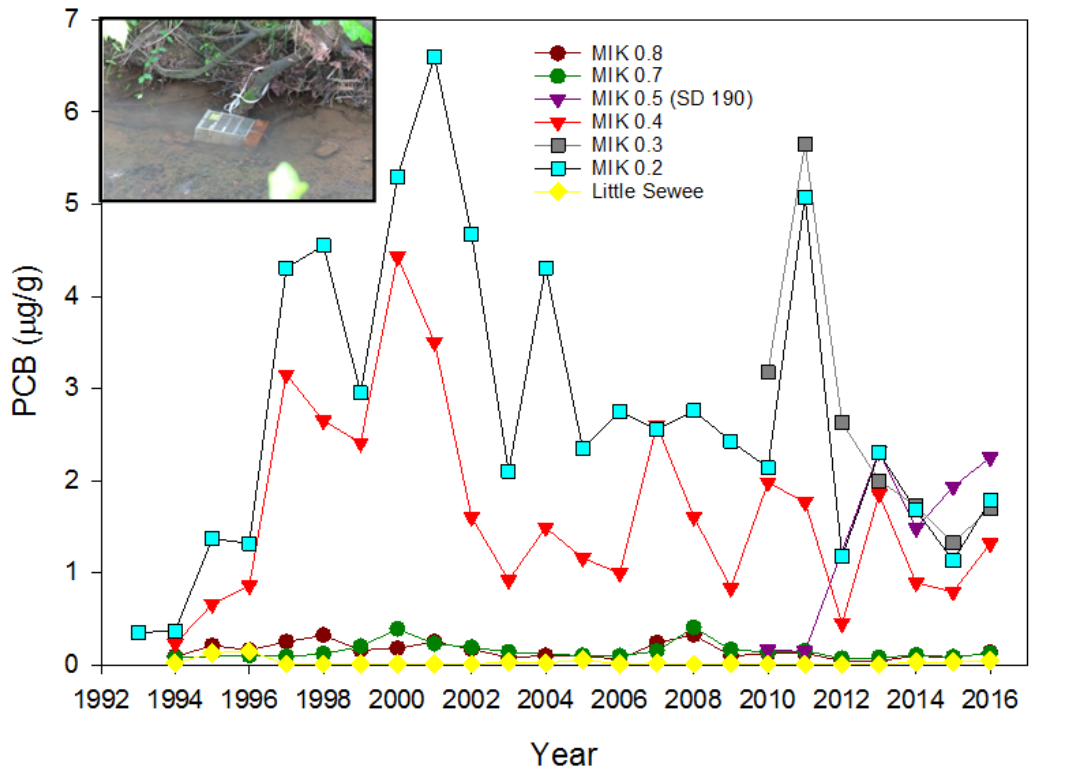 7
6
5
4
3
2
1
0
PCB (µg/g)
MIK 0.8
MIK 0.7
MIK 0.5 (SD 190)
MIK 0.4
MIK 0.3
MIK 0.2
Little Sewee
1992 1994 1996 1998 2000 2002 2004 2006 2008 2010 2012 2014 2016
Year